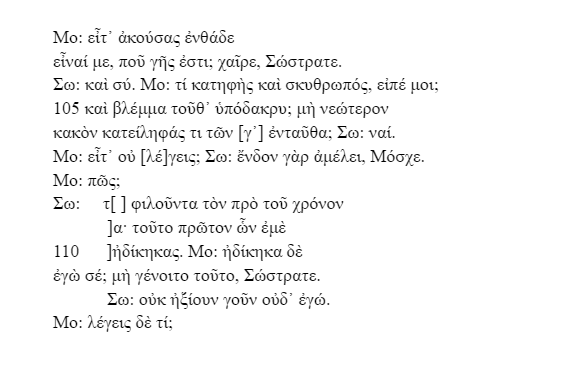 Μο: εἶτ᾽ ἀκούσας ἐνθάδε
εἶναί με, ποῦ γῆς ἐστι; χαῖρε, Σώστρατε.
Σω: καὶ σύ. Μο: τί κατηφὴς καὶ σκυθρωπός, εἰπέ μοι;
105 καὶ βλέμμα τοῦθ᾽ ὑπόδακρυ; μὴ νεώτερον
κακὸν κατείληφάς τι τῶν [γ᾽] ἐνταῦθα; Σω: ναί.
Μο: εἶτ᾽ οὐ [λέ]γεις; Σω: ἔνδον γὰρ ἀμέλει, Μόσχε.
Μο: πῶς;
Σω: τ[ ] φιλοῦντα τὸν πρὸ τοῦ χρόνον
]α· τοῦτο πρῶτον ὧν ἐμὲ
110 ]ἠδίκηκας. Μο: ἠδίκηκα δὲ
ἐγὼ σέ; μὴ γένοιτο τοῦτο, Σώστρατε.
Σω: οὐκ ἠξίουν γοῦν οὐδ᾽ ἐγώ.
Μο: λέγεις δὲ τί;